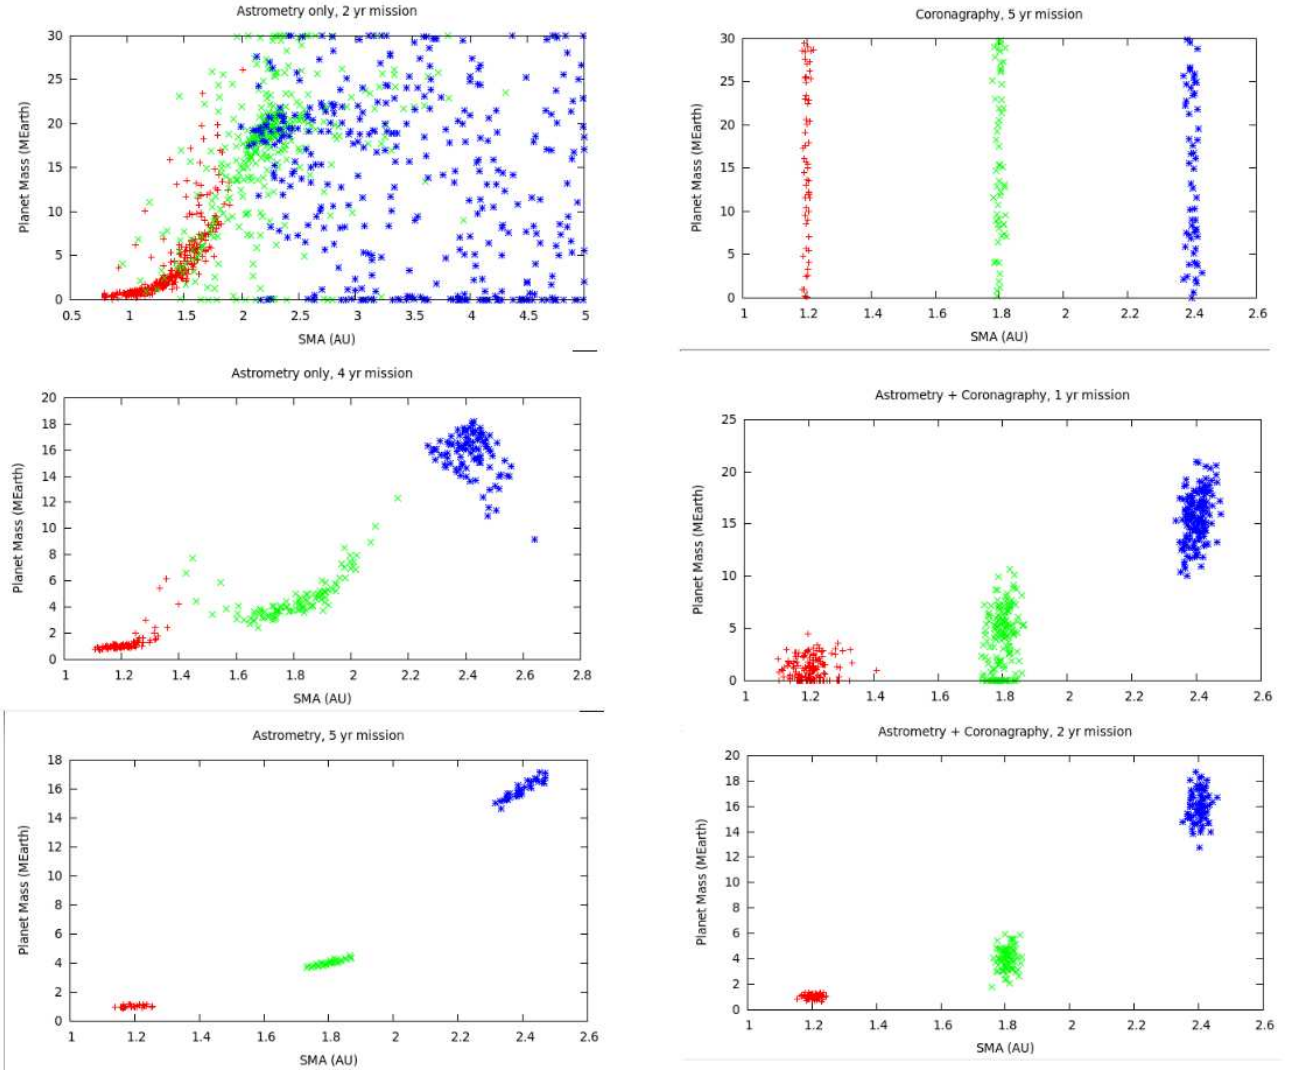 Astrometry only, 2 yr mission
30
25
20
15
10
5
0
Planet Mass (MEarth)
0.5 1 1.5 2 2.5 3 3.5 4 4.5 5
SMA (AU)
Coronagraphy, 5 yr mission
30
25
20
15
10
5
0
Planet Mass (MEarth)
1 1.2 1.4 1.6 1.8 2 2.2 2.4 2.6
SMA (AU)
Astrometry only, 4 yr mission
20
18
16
14
12
10
8
6
4
2
0
Planet Mass (MEarth)
1 1.2 1.4 1.6 1.8 2 2.2 2.4 2.6 2.8
SMA (AU)
Astrometry + Coronagraphy, 1 yr mission
25
20
15
10
5
0
Planet Mass (MEarth)
1 1.2 1.4 1.6 1.8 2 2.2 2.4 2.6
SMA (AU)
Astrometry, 5 yr mission
18
16
14
12
10
8
6
4
2
0
Planet Mass (MEarth)
1 1.2 1.4 1.6 1.8 2 2.2 2.4 2.6
SMA (AU)
Astrometry + Coronagraphy, 2 yr mission
20
18
16
14
12
10
8
6
4
2
0
Planet Mass (MEarth)
1 1.2 1.4 1.6 1.8 2 2.2 2.4 2.6
SMA (AU)